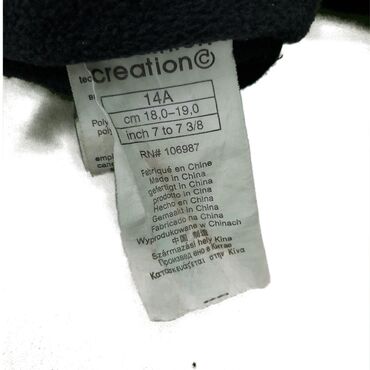 creation©
14A
cm 18,0-19,0
inch 7 to 7 3/8
RN# 106987
Fabriqué en Chine
Made in China
gefertigt in China
prodotto in China
Hecho en China
Gemaakt in China
Fabricado na China
Wyprodukowane w Chinach
中国 制
Származási hely Kína
Произведено в Китае
Κατασκευάζεται στην Κίνα